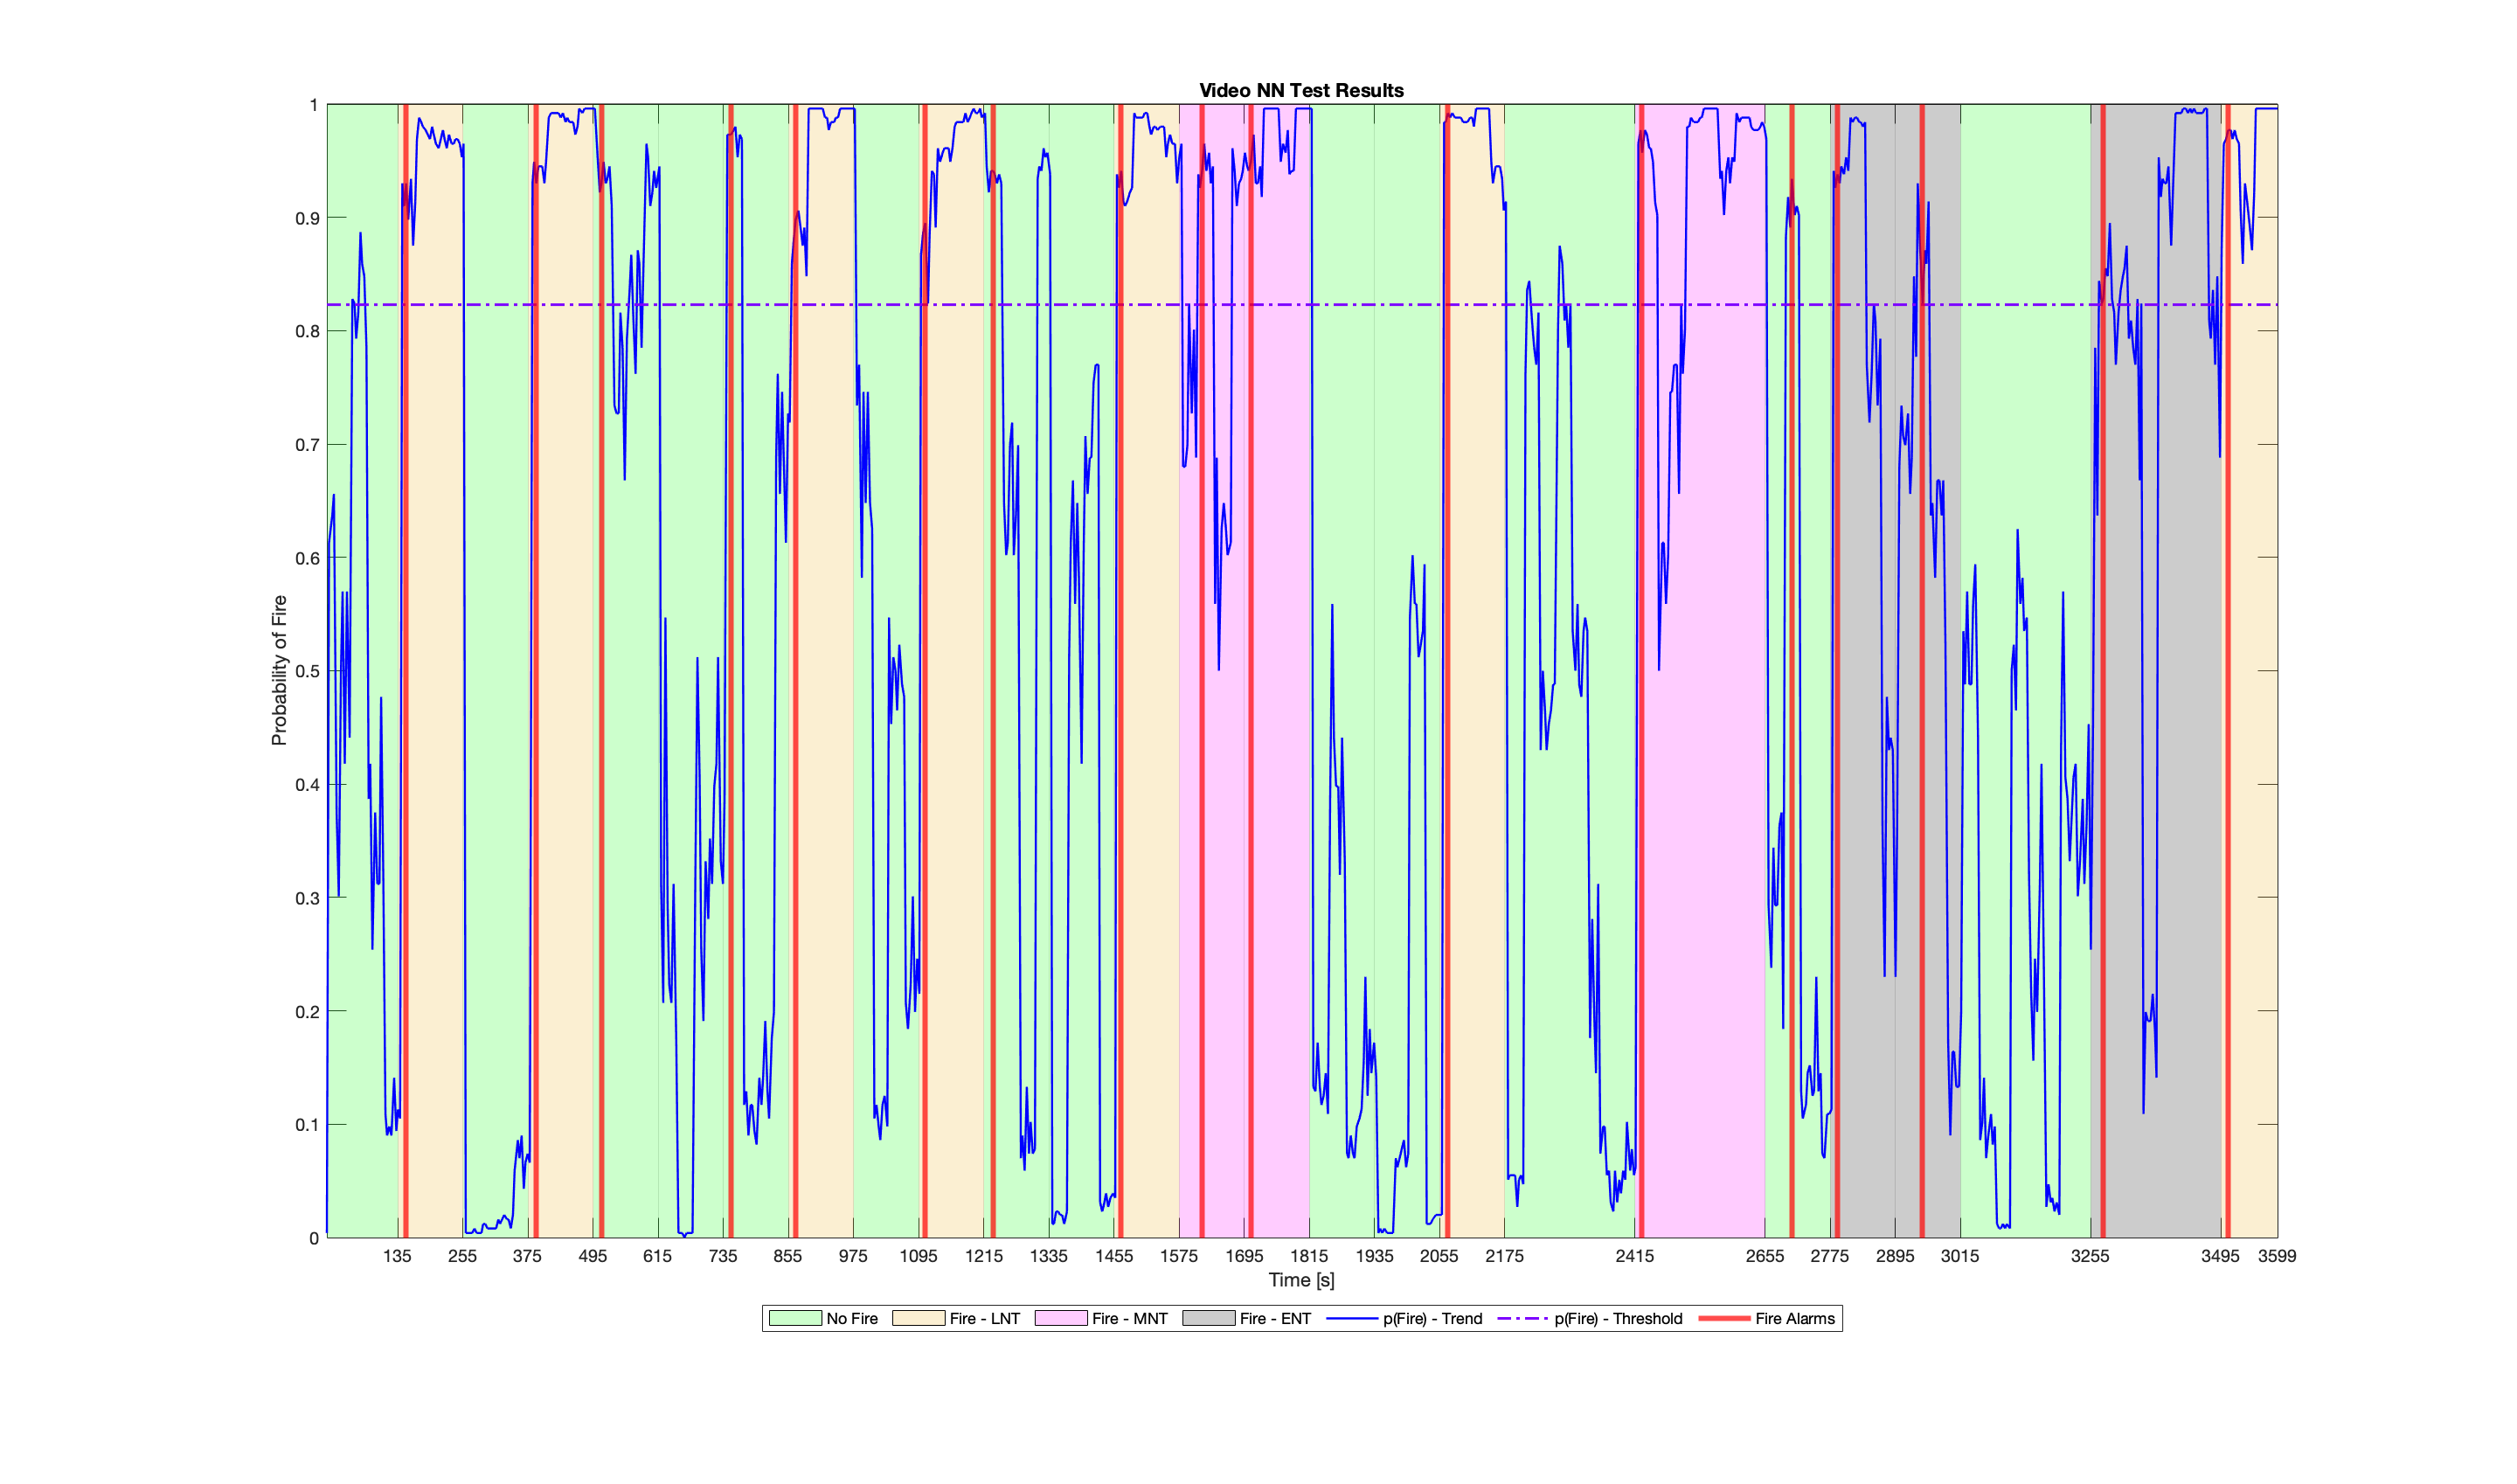 Video NN Test Results
1
0.9
0.8
0.7
0.6
0.5
0.4
0.3
0.2
0.1
0
Probability of Fire
135 255 375 495 615 735 855 975 1095 1215 1335 1455 1575 1695 1815 1935 2055 2175 2415 2655 2775 2895 3015 3255 3495 3599
Time [s]
No Fire Fire - LNT Fire - MNT Fire - ENT p(Fire) - Trend p(Fire) - Threshold Fire Alarms